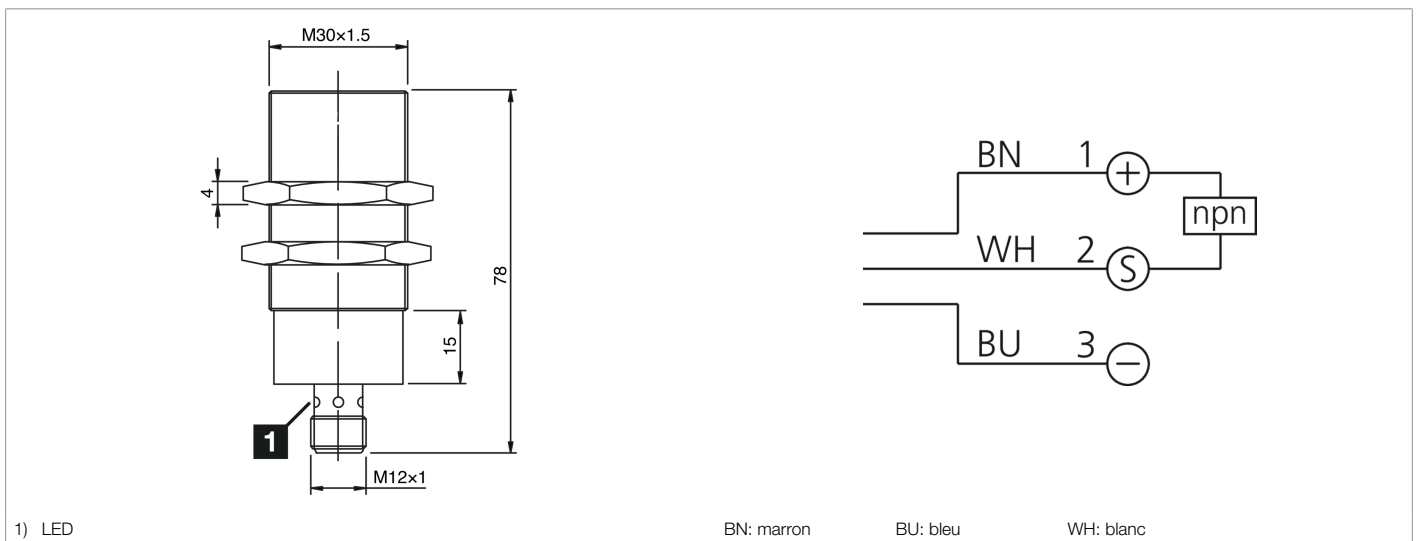 M30×1.5
4
78
15
1
M12×1
BN 1 +
npn
WH 2 S
BU 3 −
1) LED
BN: marron BU: bleu WH: blanc